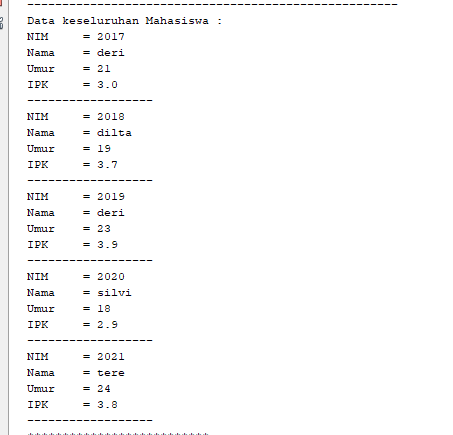 -----------------------------------------------------
Data keseluruhan Mahasiswa :
NIM     = 2017
Nama    = deri
Umur    = 21
IPK     = 3.0
------------------
NIM     = 2018
Nama    = dilta
Umur    = 19
IPK     = 3.7
------------------
NIM     = 2019
Nama    = deri
Umur    = 23
IPK     = 3.9
------------------
NIM     = 2020
Nama    = silvi
Umur    = 18
IPK     = 2.9
------------------
NIM     = 2021
Nama    = tere
Umur    = 24
IPK     = 3.8
------------------
**************************